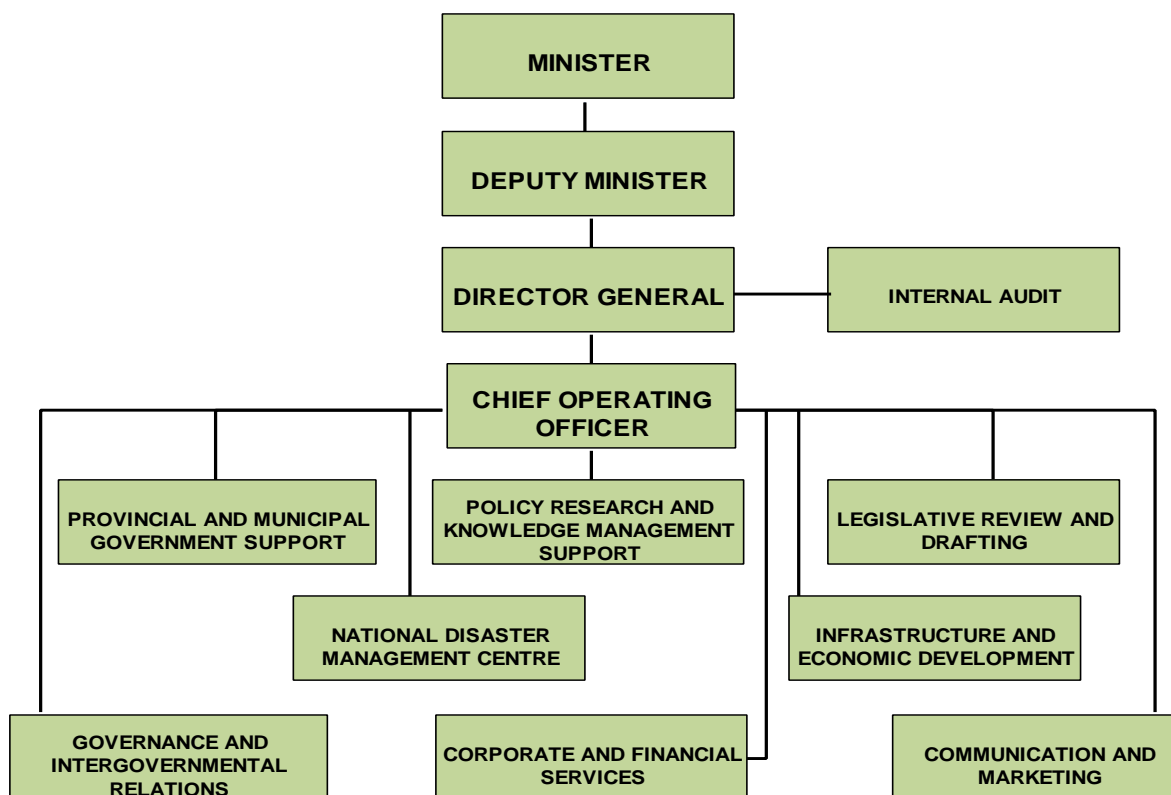 MINISTER
DEPUTY MINISTER
DIRECTOR GENERAL
INTERNAL AUDIT
CHIEF OPERATING
OFFICER
PROVINCIAL AND MUNICIPAL
GOVERNMENT SUPPORT
POLICY RESEARCH AND
KNOWLEDGE MANAGEMENT
SUPPORT
LEGISLATIVE REVIEW AND
DRAFTING
NATIONAL DISASTER
MANAGEMENT CENTRE
INFRASTRUCTURE AND
ECONOMIC DEVELOPMENT
GOVERNANCE AND
INTERGOVERNMENTAL
RELATIONS
CORPORATE AND FINANCIAL
SERVICES
COMMUNICATION AND
MARKETING